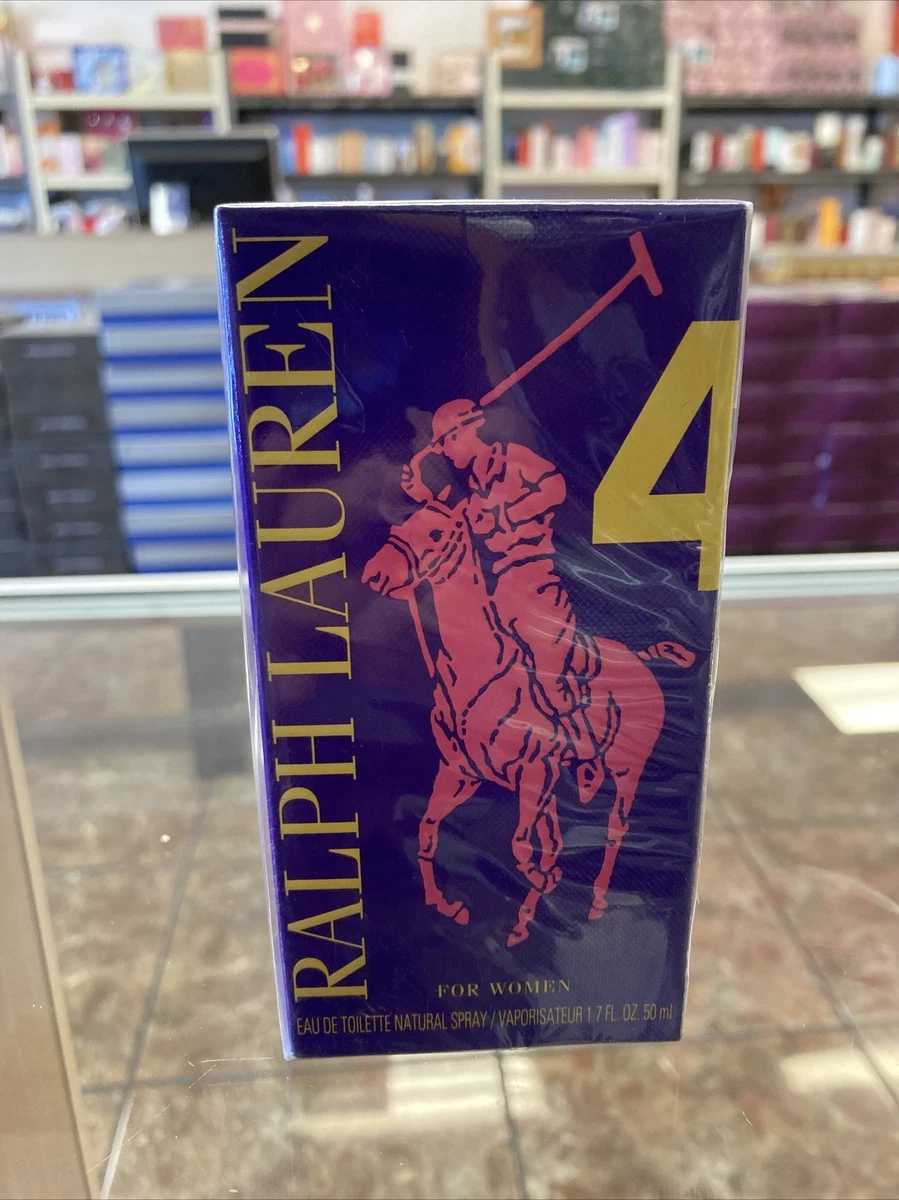 RALPH LAUREN
4
FOR WOMEN
EAU DE TOILETTE NATURAL SPRAY / VAPORISATEUR 1 7 FL. OZ. 50 ml